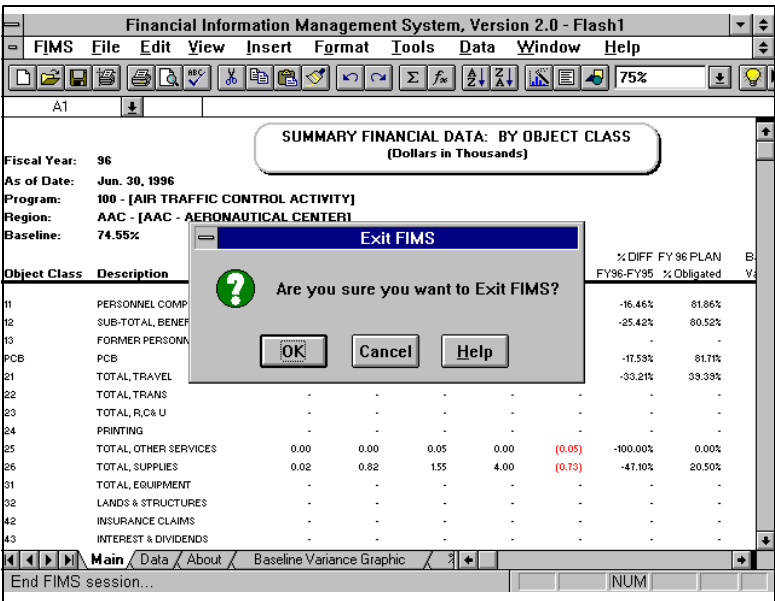 Financial Information Management System, Version 2.0 - Flash1
FIMS File Edit View Insert Format Tools Data Window Help
ABC Σ fx A Z Z A 75%
A1
SUMMARY FINANCIAL DATA: BY OBJECT CLASS
(Dollars in Thousands)
Fiscal Year: 96
As of Date: Jun. 30, 1996
Program: 100 - [AIR TRAFFIC CONTROL ACTIVITY]
Region: AAC - [AAC - AERONAUTICAL CENTER]
Baseline: 74.55%
Exit FIMS
Are you sure you want to Exit FIMS?
OK Cancel Help
% DIFF FY 96 PLAN B
Object Class Description FY96-FY95 % Obligated Va
11 PERSONNEL COMP -16.46% 81.86%
12 SUB-TOTAL, BENEF -25.42% 80.52%
13 FORMER PERSONN - -
PCB PCB -17.59% 81.71%
21 TOTAL, TRAVEL -33.21% 39.39%
22 TOTAL, TRANS - - - - - - -
23 TOTAL, R,C& U - - - - - - -
24 PRINTING - - - - - - -
25 TOTAL, OTHER SERVICES 0.00 0.00 0.05 0.00 (0.05) -100.00% 0.00%
26 TOTAL, SUPPLIES 0.02 0.82 1.55 4.00 (0.73) -47.10% 20.50%
31 TOTAL, EQUIPMENT - - - - - - -
32 LANDS & STRUCTURES - - - - - - -
42 INSURANCE CLAIMS - - - - - - -
43 INTEREST & DIVIDENDS - - - - - - -
Main Data About Baseline Variance Graphic
End FIMS session... NUM